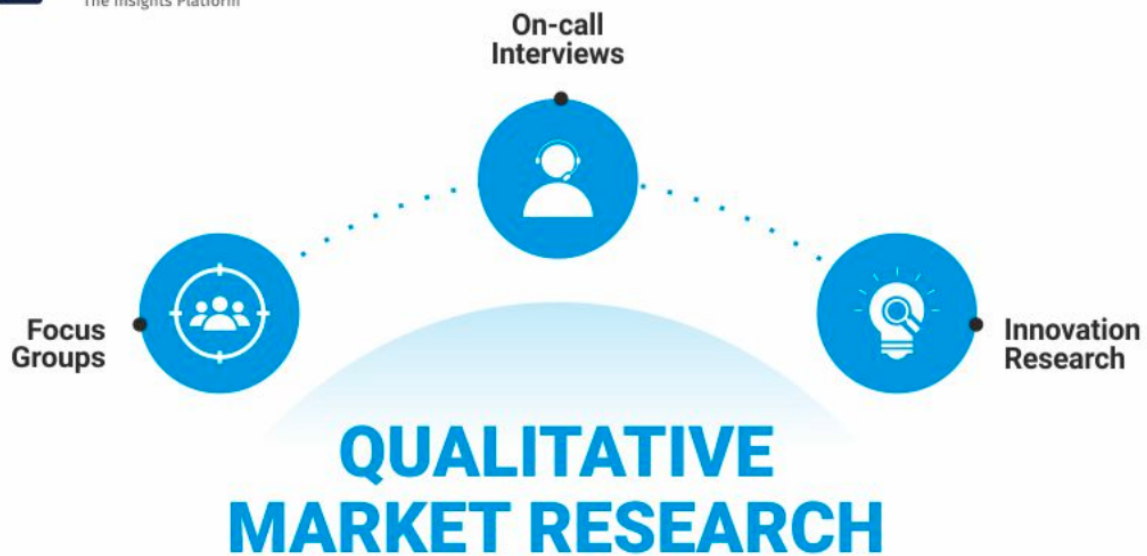 The Insights Platform
On-call
Interviews
Focus
Groups
Innovation
Research
QUALITATIVE
MARKET RESEARCH